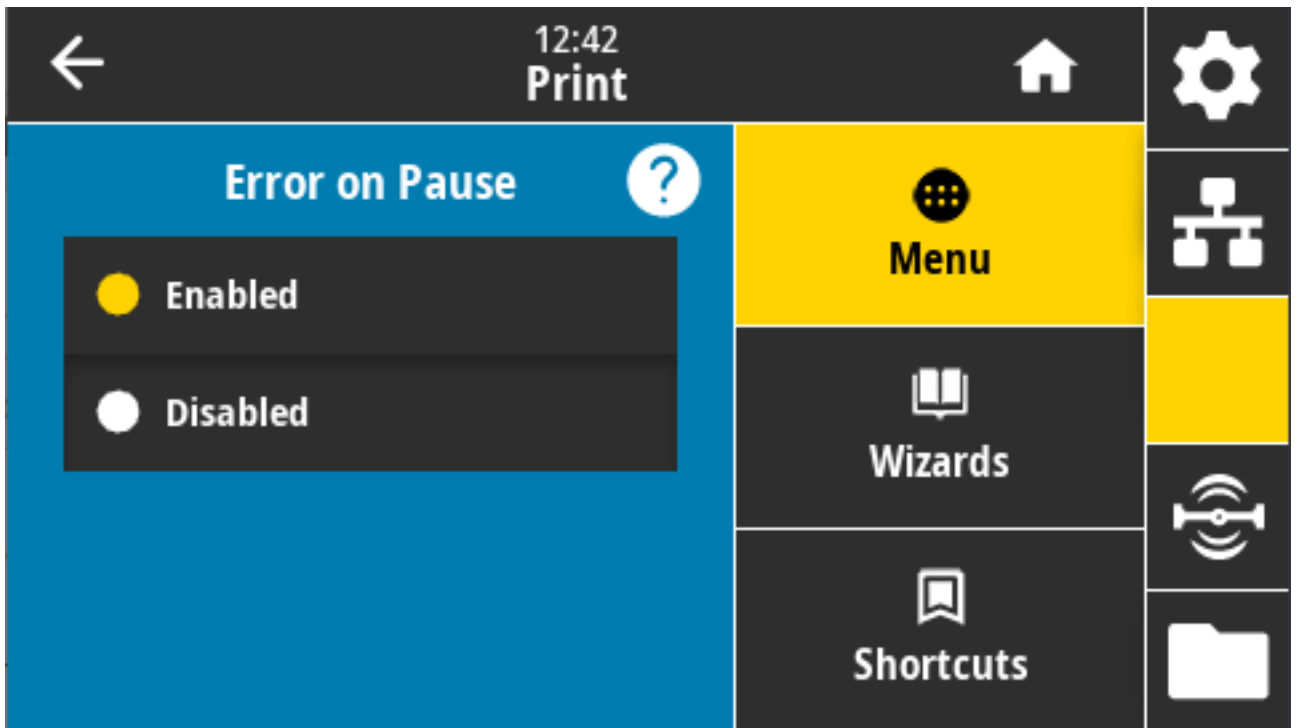 12:42
Print
Error on Pause
?
Enabled
Disabled
Menu
Wizards
Shortcuts